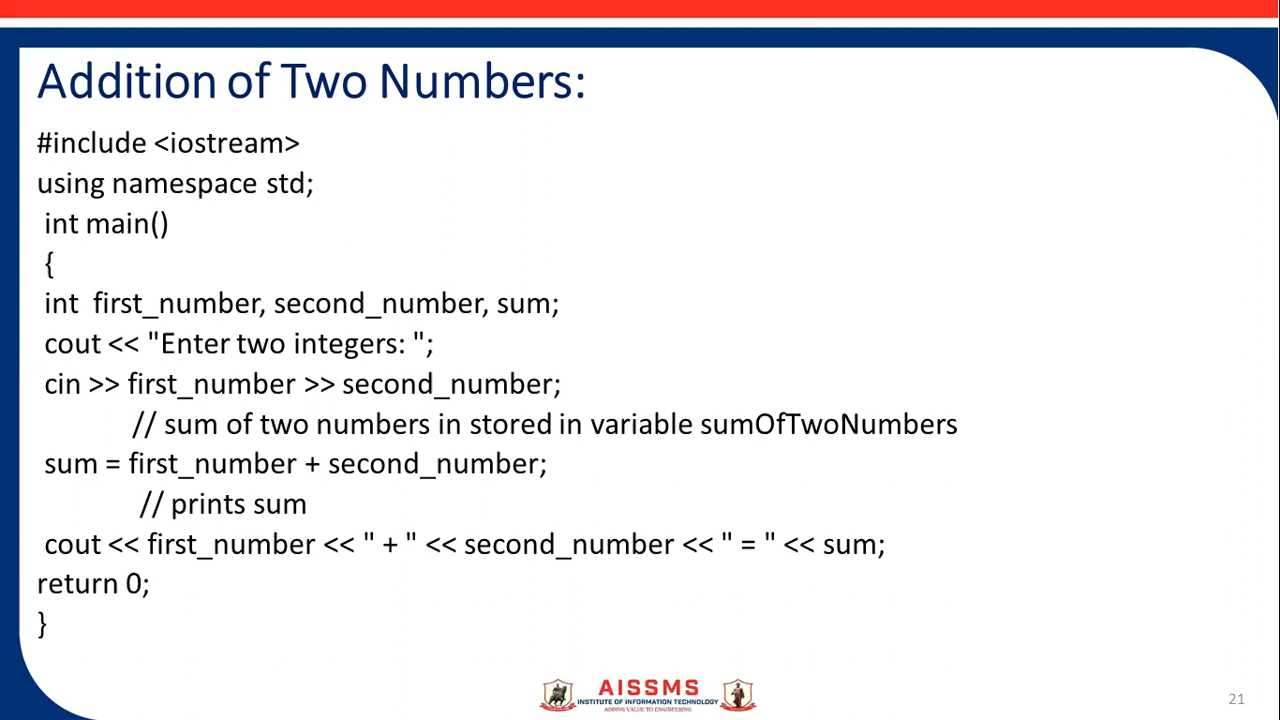 Addition of Two Numbers:
#include <iostream>
using namespace std;
int main()
{
int  first_number, second_number, sum;
cout << "Enter two integers: ";
cin >> first_number >> second_number;
// sum of two numbers in stored in variable sumOfTwoNumbers
sum = first_number + second_number;
// prints sum
cout << first_number << " + " << second_number << " = " << sum;
return 0;
}
AISSMS
INSTITUTE OF INFORMATION TECHNOLOGY
ADDING VALUE TO ENGINEERING
21